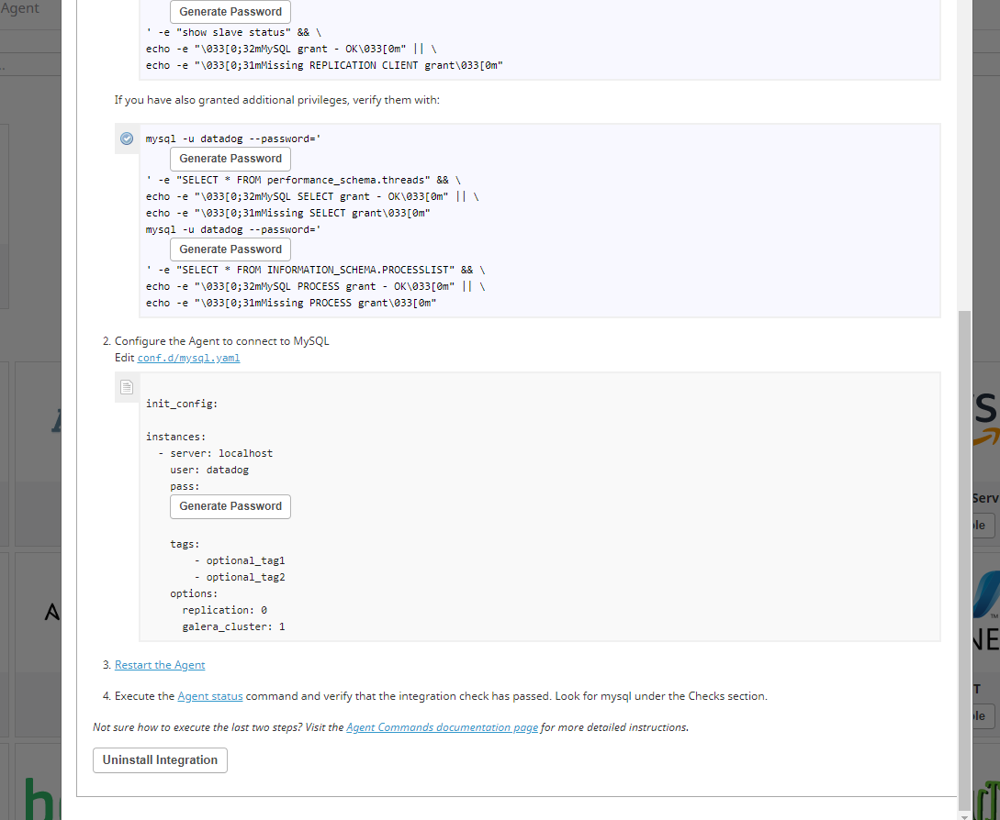 Agent
Generate Password
' -e "show slave status" && \
echo -e "\033[0;32mMySQL grant - OK\033[0m" || \
echo -e "\033[0;31mMissing REPLICATION CLIENT grant\033[0m"
If you have also granted additional privileges, verify them with:
mysql -u datadog --password='
Generate Password
' -e "SELECT * FROM performance_schema.threads" && \
echo -e "\033[0;32mMySQL SELECT grant - OK\033[0m" || \
echo -e "\033[0;31mMissing SELECT grant\033[0m"
mysql -u datadog --password='
Generate Password
' -e "SELECT * FROM INFORMATION_SCHEMA.PROCESSLIST" && \
echo -e "\033[0;32mMySQL PROCESS grant - OK\033[0m" || \
echo -e "\033[0;31mMissing PROCESS grant\033[0m"
2. Configure the Agent to connect to MySQL
Edit conf.d/mysql.yaml
init_config:
instances:
- server: localhost
user: datadog
pass:
Generate Password
tags:
- optional_tag1
- optional_tag2
options:
replication: 0
galera_cluster: 1
3. Restart the Agent
4. Execute the Agent status command and verify that the integration check has passed. Look for mysql under the Checks section.
Not sure how to execute the last two steps? Visit the Agent Commands documentation page for more detailed instructions.
Uninstall Integration